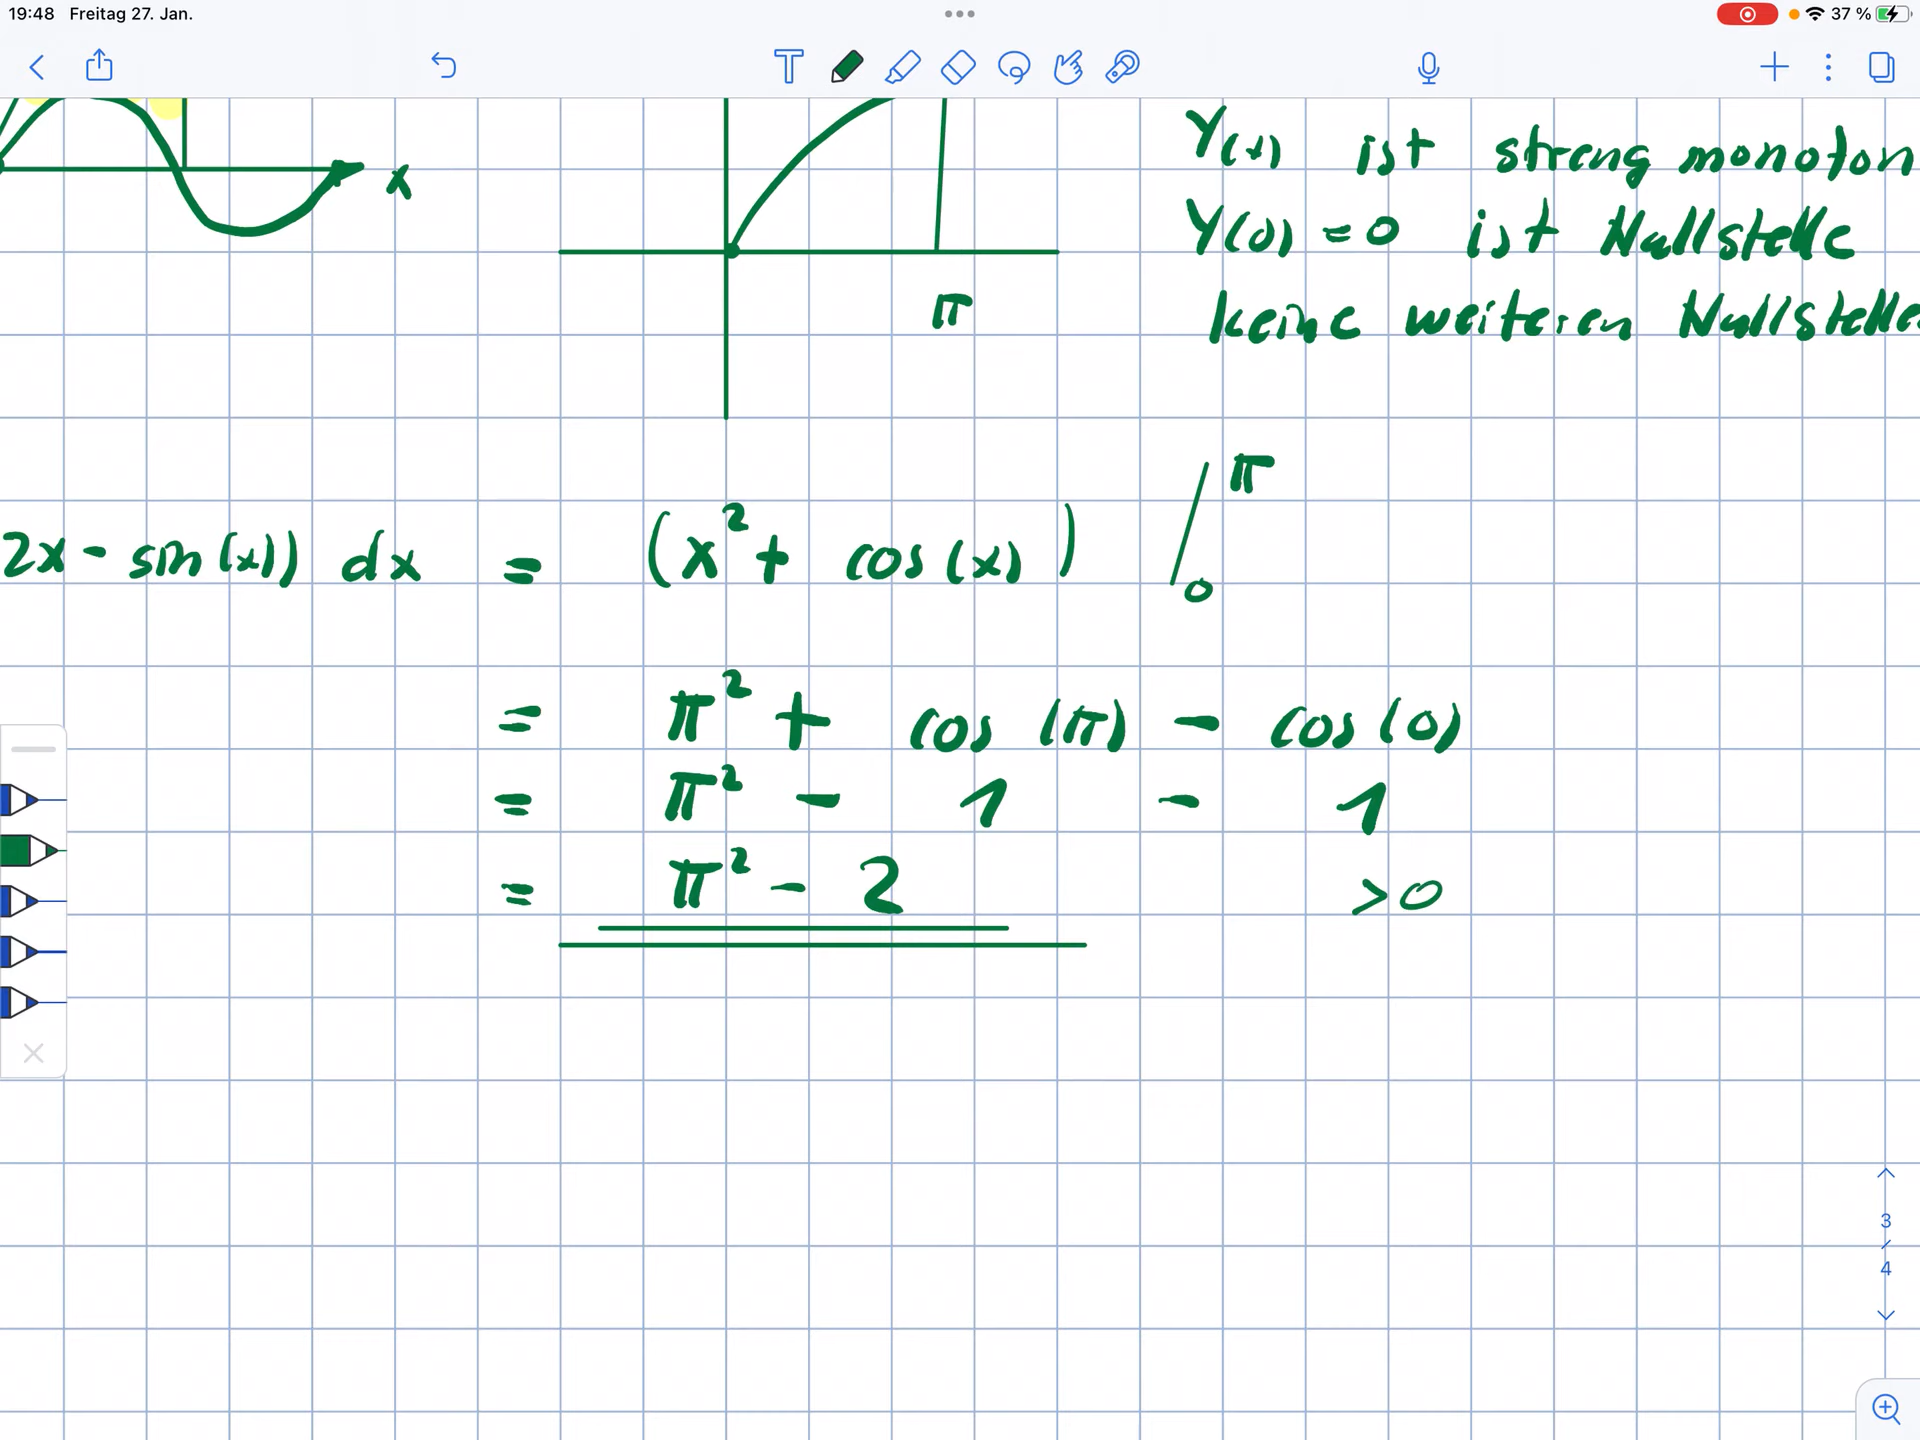 19:48 Freitag 27. Jan. 37 %
x
π
Y(x) ist streng monoton
Y(0) = 0 ist Nullstelle
keine weiteren Nullstelle
2x - sin(x)) dx = (x² + cos(x)) / π 0
= π² + cos(π) - cos(0)
= π² - 1 - 1
= π² - 2 >0
3
/
4